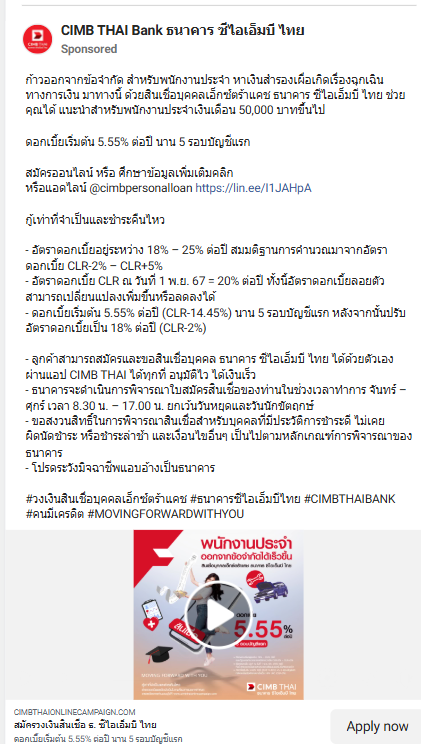 CIMB THAI Bank ธนาคาร ซีไอเอ็มบี ไทย
Sponsored
ก้าวออกจากข้อจำกัด สำหรับพนักงานประจำ หาเงินสำรองเผื่อเกิดเรื่องฉุกเฉิน
ทางการเงิน มาทางนี้ ด้วยสินเชื่อบุคคลเอ็กซ์ตร้าแคช ธนาคาร ซีไอเอ็มบี ไทย ช่วย
คุณได้ แนะนำสำหรับพนักงานประจำเงินเดือน 50,000 บาทขึ้นไป
ดอกเบี้ยเริ่มต้น 5.55% ต่อปี นาน 5 รอบบัญชีแรก
สมัครออนไลน์ หรือ ศึกษาข้อมูลเพิ่มเติมคลิก
หรือแอดไลน์ @cimbpersonalloan https://lin.ee/I1JAHpA
กู้เท่าที่จำเป็นและชำระคืนไหว
- อัตราดอกเบี้ยอยู่ระหว่าง 18% – 25% ต่อปี สมมติฐานการคำนวณมาจากอัตรา
ดอกเบี้ย CLR-2% – CLR+5%
- อัตราดอกเบี้ย CLR ณ วันที่ 1 พ.ย. 67 = 20% ต่อปี ทั้งนี้อัตราดอกเบี้ยลอยตัว
สามารถเปลี่ยนแปลงเพิ่มขึ้นหรือลดลงได้
- ดอกเบี้ยเริ่มต้น 5.55% ต่อปี (CLR-14.45%) นาน 5 รอบบัญชีแรก หลังจากนั้นปรับ
อัตราดอกเบี้ยเป็น 18% ต่อปี (CLR-2%)
- ลูกค้าสามารถสมัครและขอสินเชื่อบุคคล ธนาคาร ซีไอเอ็มบี ไทย ได้ด้วยตัวเอง
ผ่านแอป CIMB THAI ได้ทุกที่ อนุมัติไว ได้เงินเร็ว
- ธนาคารจะดำเนินการพิจารณาใบสมัครสินเชื่อของท่านในช่วงเวลาทำการ จันทร์ –
ศุกร์ เวลา 8.30 น. – 17.00 น. ยกเว้นวันหยุดและวันนักขัตฤกษ์
- ขอสงวนสิทธิ์ในการพิจารณาสินเชื่อสำหรับบุคคลที่มีประวัติการชำระดี ไม่เคย
ผิดนัดชำระ หรือชำระล่าช้า และเงื่อนไขอื่นๆ เป็นไปตามหลักเกณฑ์การพิจารณาของ
ธนาคาร
- โปรดระวังมิจฉาชีพแอบอ้างเป็นธนาคาร
#วงเงินสินเชื่อบุคคลเอ็กซ์ตร้าแคช #ธนาคารซีไอเอ็มบีไทย #CIMBTHAIBANK
#คนมีเครดิต #MOVINGFORWARDWITHYOU
พนักงานประจำ
ออกจากข้อจำกัดได้เร็วขึ้น
สินเชื่อ
5.55%
MOVING FORWARD WITH YOU
CIMB THAI
CIMBTHAIONLINECAMPAIGN.COM
สมัครวงเงินสินเชื่อ ธ. ซีไอเอ็มบี ไทย
ดอกเบี้ยเริ่มต้น 5.55% ต่อปี นาน 5 รอบบัญชีแรก
Apply now